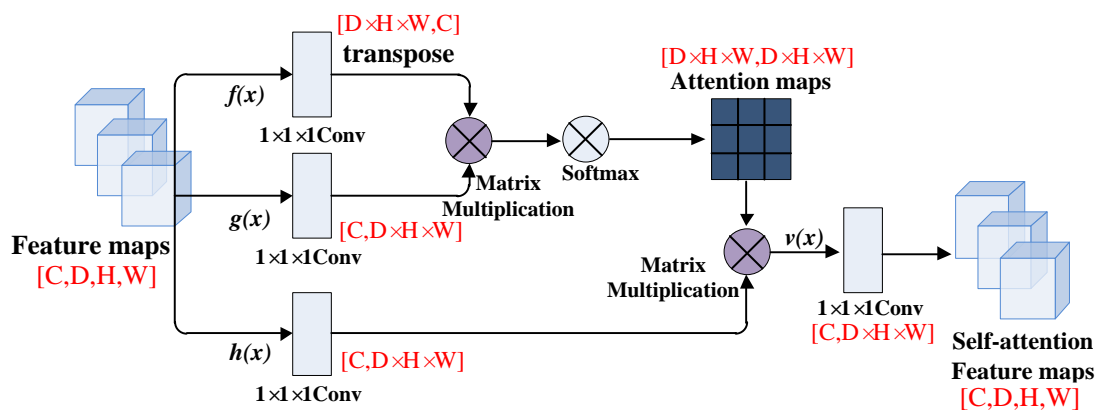 [D×H×W,C]
transpose
f(x)
1×1×1Conv
g(x)
[C,D×H×W]
1×1×1Conv
Feature maps
[C,D,H,W]
h(x)
[C,D×H×W]
1×1×1Conv
Matrix
Multiplication
Softmax
[D×H×W,D×H×W]
Attention maps
Matrix
Multiplication
v(x)
1×1×1Conv
[C,D×H×W]
Self-attention
Feature maps
[C,D,H,W]